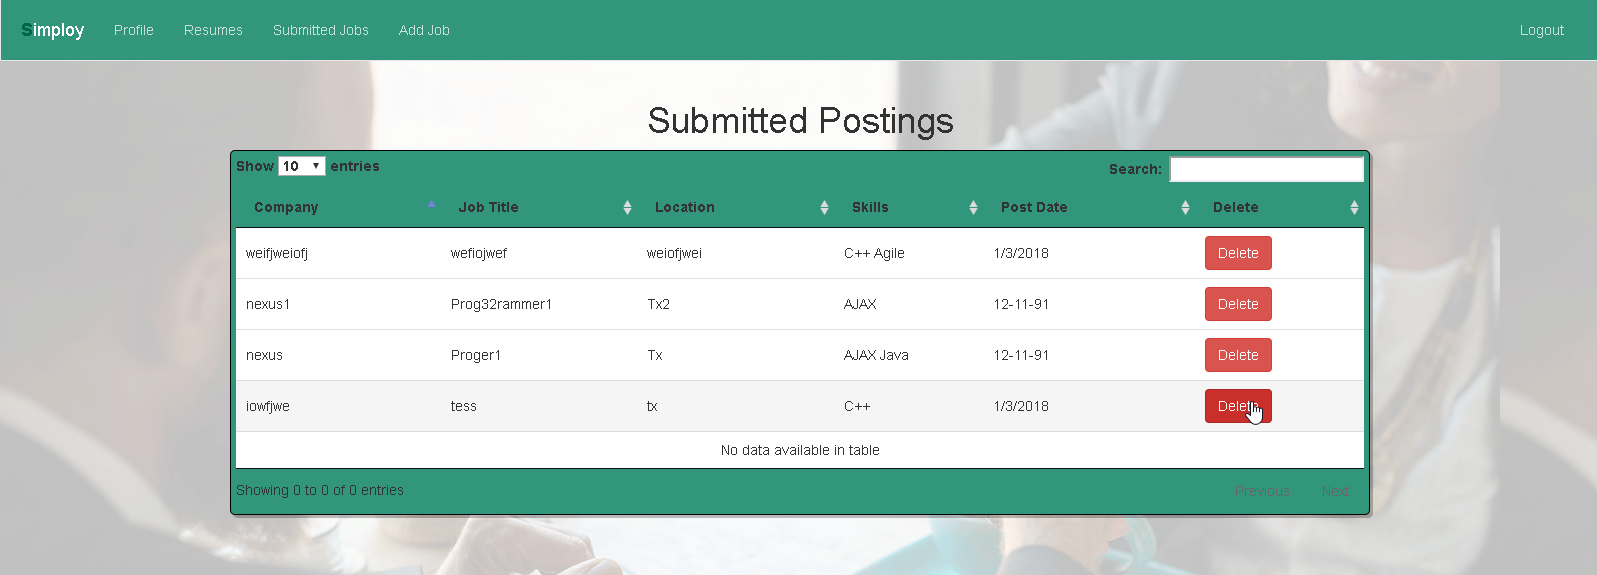 Simploy Profile Resumes Submitted Jobs Add Job Logout
Submitted Postings
Show 10 entries Search:
Company Job Title Location Skills Post Date Delete
weifjweiofj wefiojwef weiofjwei C++ Agile 1/3/2018 Delete
nexus1 Prog32rammer1 Tx2 AJAX 12-11-91 Delete
nexus Proger1 Tx AJAX Java 12-11-91 Delete
iowfjwe tess tx C++ 1/3/2018 Delete
No data available in table
Showing 0 to 0 of 0 entries Previous Next